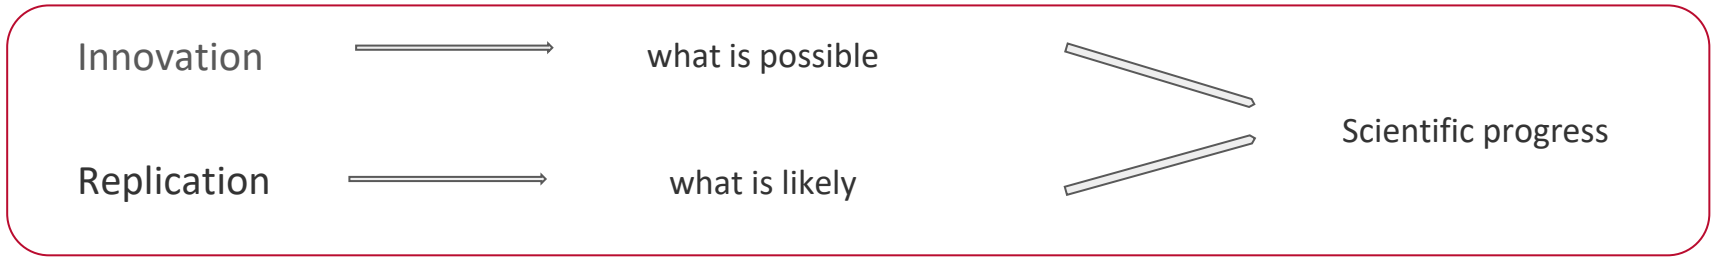 Innovation
what is possible
Scientific progress
Replication
what is likely